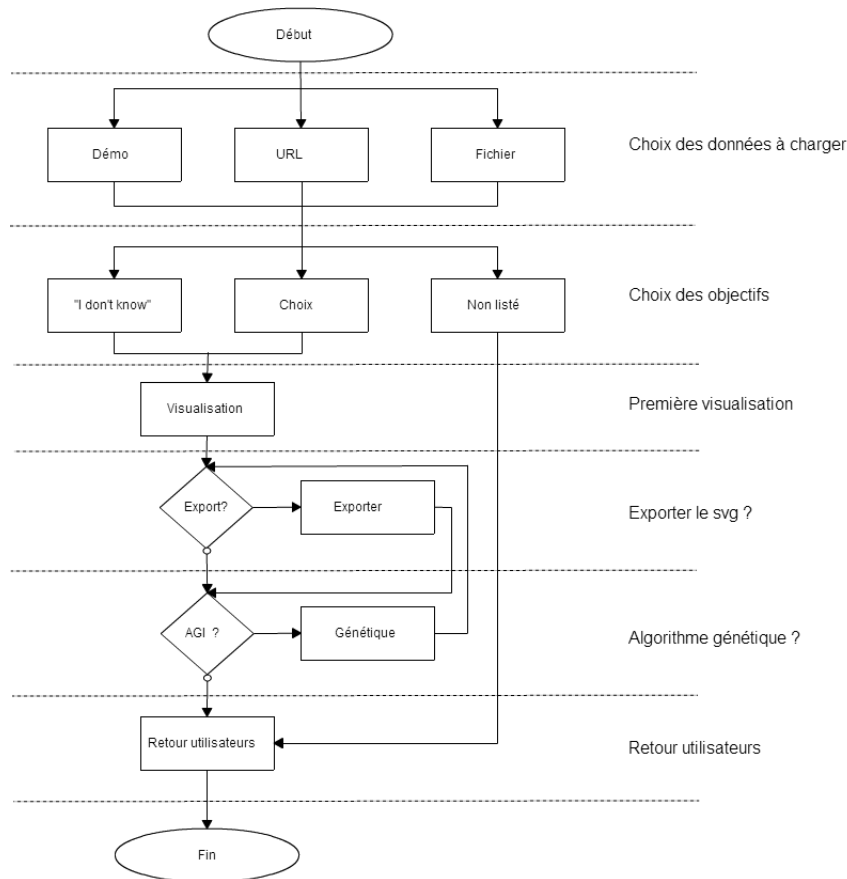 Début
Démo
URL
Fichier
Choix des données à charger
"I don't know"
Choix
Non listé
Choix des objectifs
Visualisation
Première visualisation
Export?
Exporter
Exporter le svg ?
AGI ?
Génétique
Algorithme génétique ?
Retour utilisateurs
Retour utilisateurs
Fin